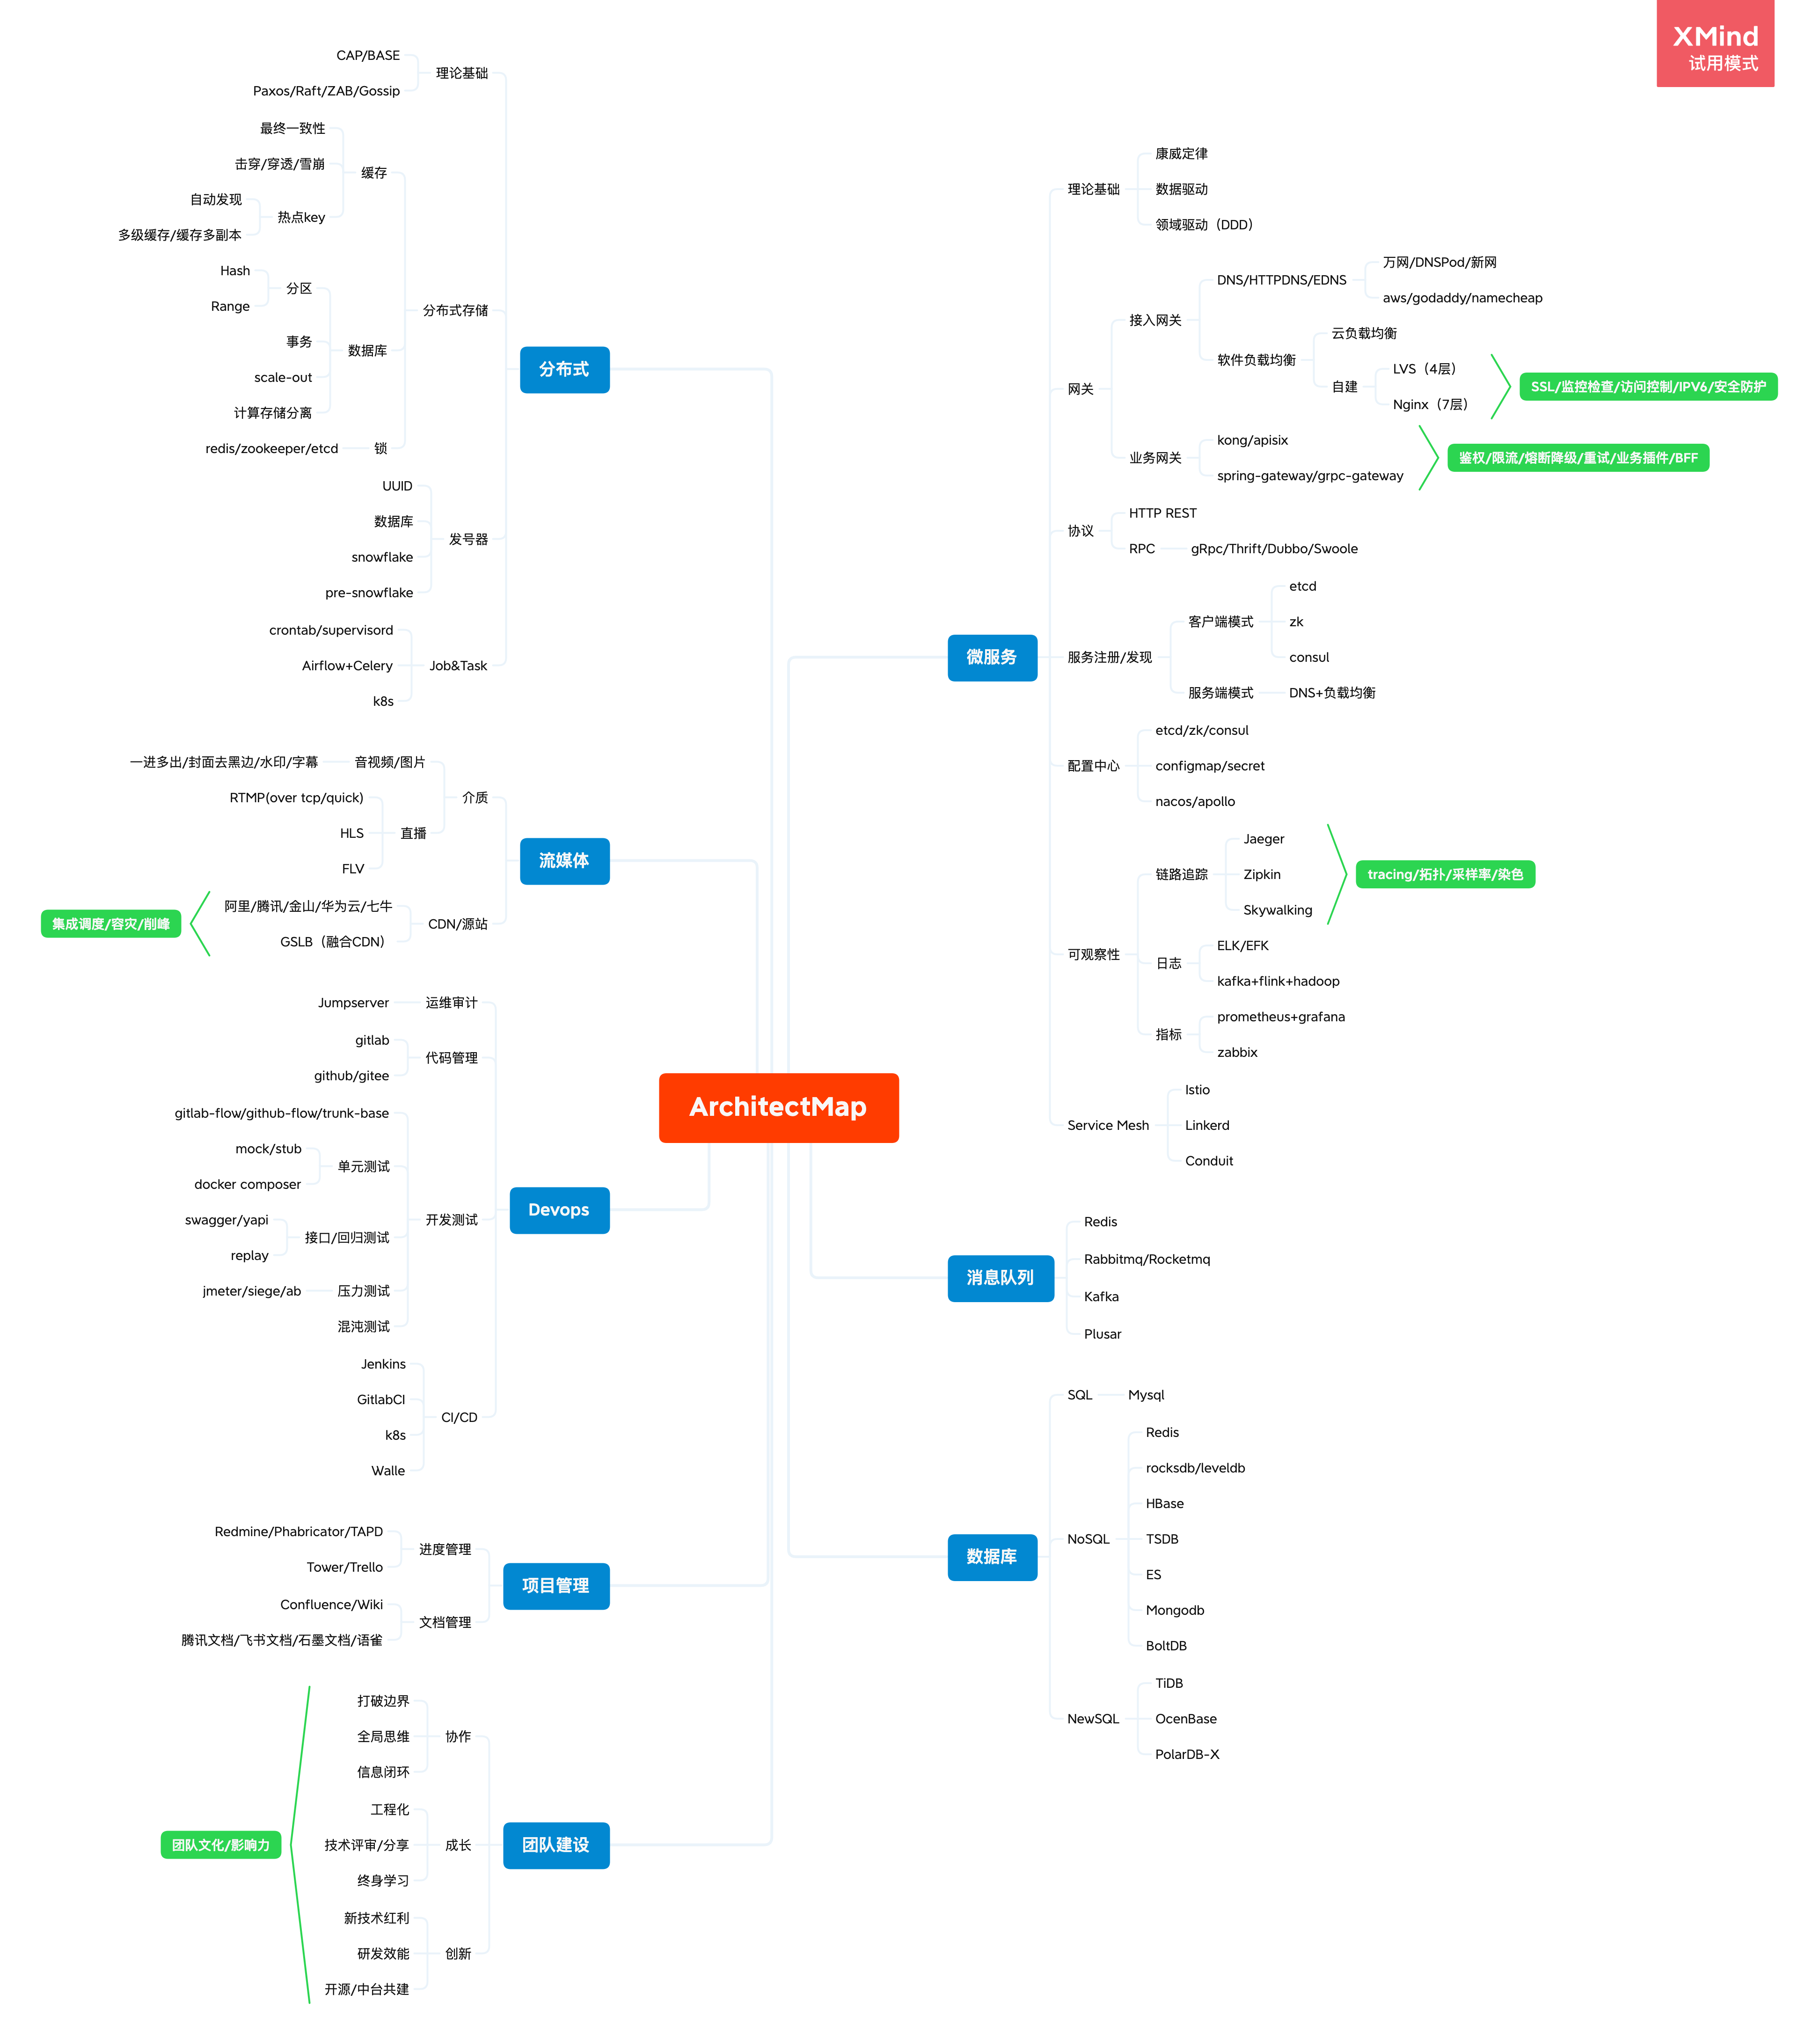 XMind
试用模式
ArchitectMap
微服务
理论基础
康威定律
数据驱动
领域驱动（DDD）
网关
接入网关
DNS/HTTPDNS/EDNS
万网/DNSPod/新网
aws/godaddy/namecheap
软件负载均衡
云负载均衡
自建
LVS（4层）
Nginx（7层）
SSL/监控检查/访问控制/IPV6/安全防护
业务网关
kong/apisix
spring-gateway/grpc-gateway
鉴权/限流/熔断降级/重试/业务插件/BFF
协议
HTTP REST
RPC
gRpc/Thrift/Dubbo/Swoole
服务注册/发现
客户端模式
etcd
zk
consul
服务端模式
DNS+负载均衡
配置中心
etcd/zk/consul
configmap/secret
nacos/apollo
可观察性
链路追踪
Jaeger
Zipkin
Skywalking
tracing/拓扑/采样率/染色
日志
ELK/EFK
kafka+flink+hadoop
指标
prometheus+grafana
zabbix
Service Mesh
Istio
Linkerd
Conduit
消息队列
Redis
Rabbitmq/Rocketmq
Kafka
Plusar
数据库
SQL
Mysql
NoSQL
Redis
rocksdb/leveldb
HBase
TSDB
ES
Mongodb
BoltDB
NewSQL
TiDB
OcenBase
PolarDB-X
分布式
理论基础
CAP/BASE
Paxos/Raft/ZAB/Gossip
分布式存储
缓存
最终一致性
击穿/穿透/雪崩
热点key
自动发现
多级缓存/缓存多副本
数据库
分区
Hash
Range
事务
scale-out
计算存储分离
锁
redis/zookeeper/etcd
发号器
UUID
数据库
snowflake
pre-snowflake
Job&Task
crontab/supervisord
Airflow+Celery
k8s
流媒体
介质
音视频/图片
一进多出/封面去黑边/水印/字幕
直播
RTMP(over tcp/quick)
HLS
FLV
CDN/源站
阿里/腾讯/金山/华为云/七牛
GSLB（融合CDN）
集成调度/容灾/削峰
Devops
运维审计
Jumpserver
代码管理
gitlab
github/gitee
开发测试
gitlab-flow/github-flow/trunk-base
单元测试
mock/stub
docker composer
接口/回归测试
swagger/yapi
replay
压力测试
jmeter/siege/ab
混沌测试
CI/CD
Jenkins
GitlabCI
k8s
Walle
项目管理
进度管理
Redmine/Phabricator/TAPD
Tower/Trello
文档管理
Confluence/Wiki
腾讯文档/飞书文档/石墨文档/语雀
团队建设
协作
打破边界
全局思维
信息闭环
成长
工程化
技术评审/分享
终身学习
创新
新技术红利
研发效能
开源/中台共建
团队文化/影响力